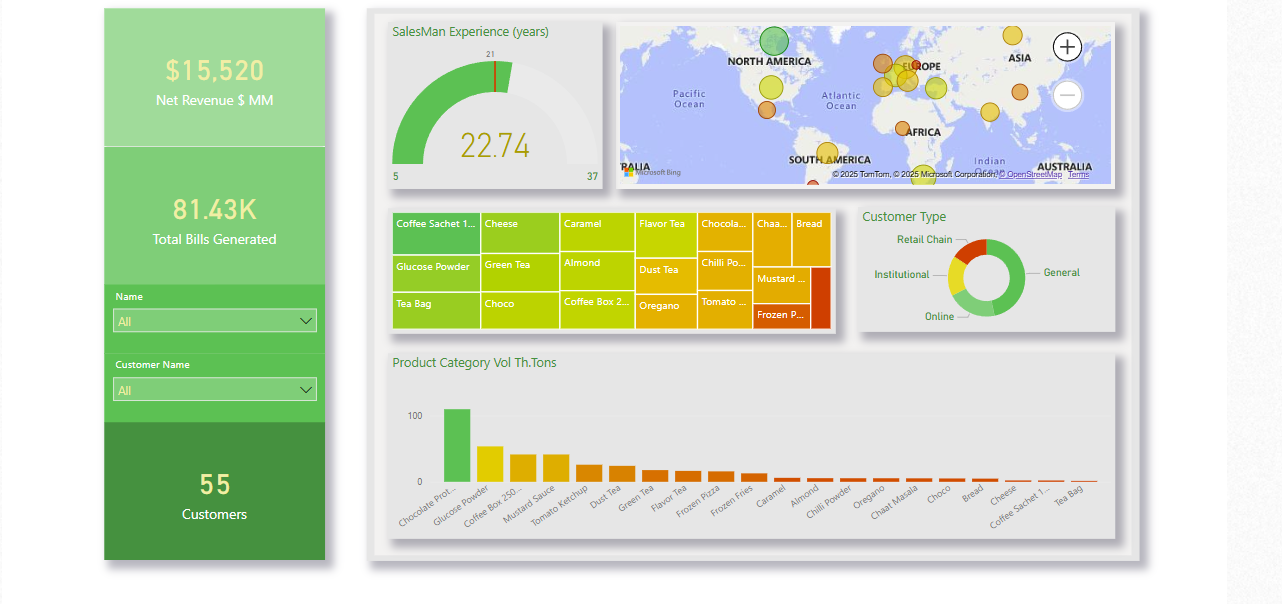 $15,520
Net Revenue $ MM
81.43K
Total Bills Generated
Name
All
Customer Name
All
55
Customers
SalesMan Experience (years)
21
22.74
5
37
NORTH AMERICA
ASIA
EUROPE
Pacific
Ocean
Atlantic
Ocean
AFRICA
SOUTH AMERICA
Indian
Ocean
RALIA
AUSTRALIA
Microsoft Bing
© 2025 TomTom, © 2025 Microsoft Corporation, © OpenStreetMap Terms
Coffee Sachet 1...
Cheese
Caramel
Flavor Tea
Chocola...
Chaa...
Bread
Glucose Powder
Green Tea
Almond
Dust Tea
Chilli Po...
Mustard ...
Tea Bag
Choco
Coffee Box 2...
Oregano
Tomato ...
Frozen P...
Customer Type
Retail Chain
Institutional
General
Online
Product Category Vol Th.Tons
100
0
Chocolate Prot...
Glucose Powder
Coffee Box 250...
Mustard Sauce
Tomato Ketchup
Dust Tea
Green Tea
Flavor Tea
Frozen Pizza
Frozen Fries
Caramel
Almond
Chilli Powder
Oregano
Chaat Masala
Choco
Bread
Cheese
Coffee Sachet 1...
Tea Bag